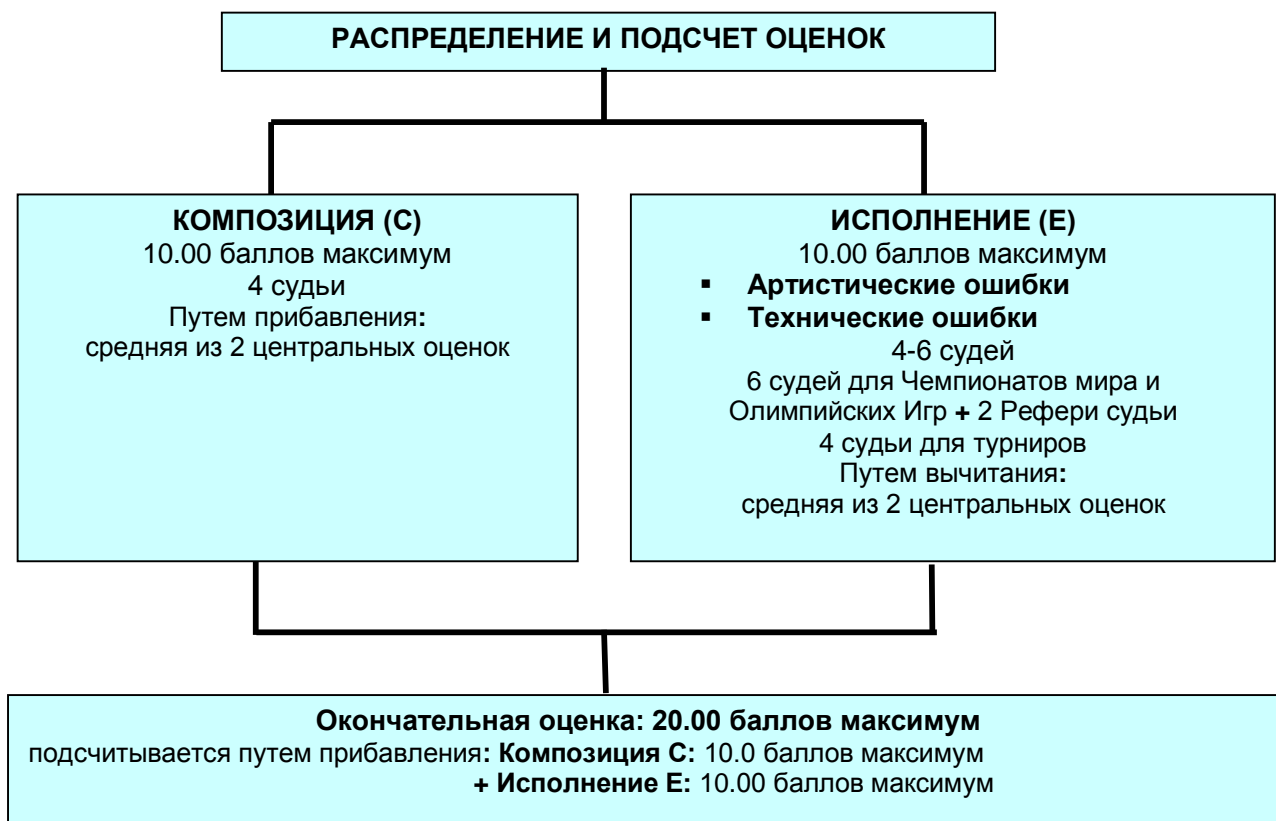 РАСПРЕДЕЛЕНИЕ И ПОДСЧЕТ ОЦЕНОК
КОМПОЗИЦИЯ (С)
10.00 баллов максимум
4 судьи
Путем прибавления:
средняя из 2 центральных оценок
ИСПОЛНЕНИЕ (Е)
10.00 баллов максимум
▪ Артистические ошибки
▪ Технические ошибки
4-6 судей
6 судей для Чемпионатов мира и
Олимпийских Игр + 2 Рефери судьи
4 судьи для турниров
Путем вычитания:
средняя из 2 центральных оценок
Окончательная оценка: 20.00 баллов максимум
подсчитывается путем прибавления: Композиция С: 10.0 баллов максимум
+ Исполнение Е: 10.00 баллов максимум